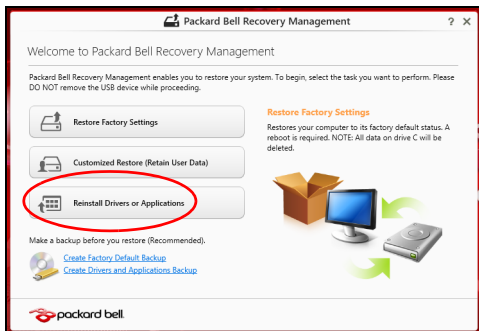 Packard Bell Recovery Management
? X
Welcome to Packard Bell Recovery Management
Packard Bell Recovery Management enables you to restore your system. To begin, select the task you want to perform. Please
DO NOT remove the USB device while proceeding.
Restore Factory Settings
Customized Restore (Retain User Data)
Reinstall Drivers or Applications
Restore Factory Settings
Restores your computer to its factory default status. A
reboot is required. NOTE: All data on drive C will be
deleted.
Make a backup before you restore (Recommended).
Create Factory Default Backup
Create Drivers and Applications Backup
packard bell